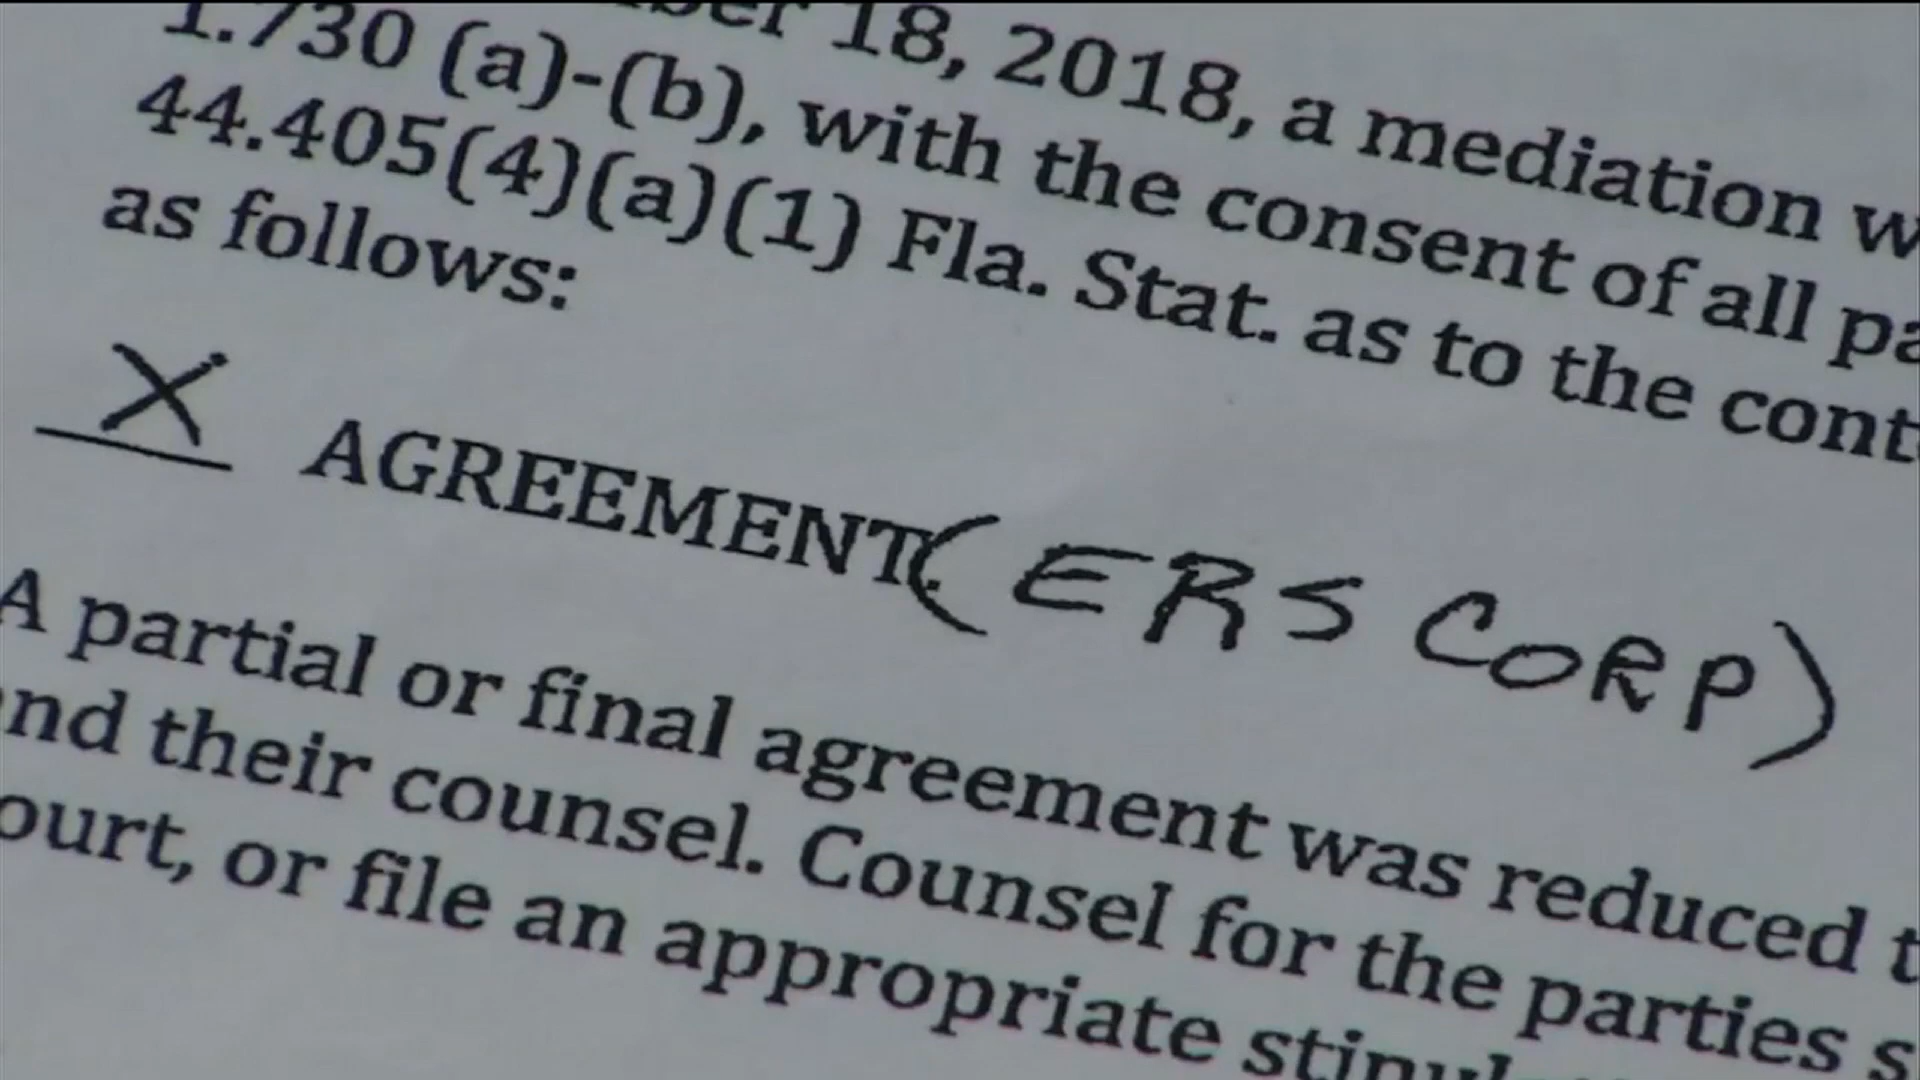 18, 2018, a mediation
1.730 (a)-(b), with the consent of all
44.405(4)(a)(1) Fla. Stat. as to the
as follows:
X AGREEMENT. (ERS CORP)
A partial or final agreement was reduced
their counsel. Counsel for the parties
or file an appropriate